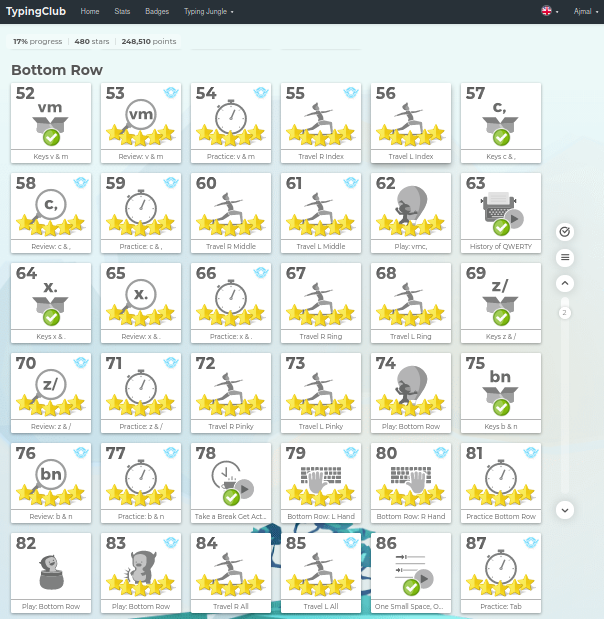 TypingClub Home Stats Badges Typing Jungle Ajmal
17% progress 480 stars 248,510 points
Bottom Row
52 53 54 55 56 57
vm vm c,
Keys v & m Review: v & m Practice: v & m Travel R Index Travel L Index Keys c & ,
58 59 60 61 62 63
c,
Review: c & , Practice: c & , Travel R Middle Travel L Middle Play: vmc, History of QWERTY
64 65 66 67 68 69
x. x. z/
Keys x & . Review: x & . Practice: x & . Travel R Ring Travel L Ring Keys z & /
2
70 71 72 73 74 75
z/ bn
Review: z & / Practice: z & / Travel R Pinky Travel L Pinky Play: Bottom Row Keys b & n
76 77 78 79 80 81
bn
Review: b & n Practice: b & n Take a Break Get Act... Bottom Row: L Hand Bottom Row: R Hand Practice Bottom Row
82 83 84 85 86 87
Play: Bottom Row Play: Bottom Row Travel R All Travel L All One Small Space, O... Practice: Tab